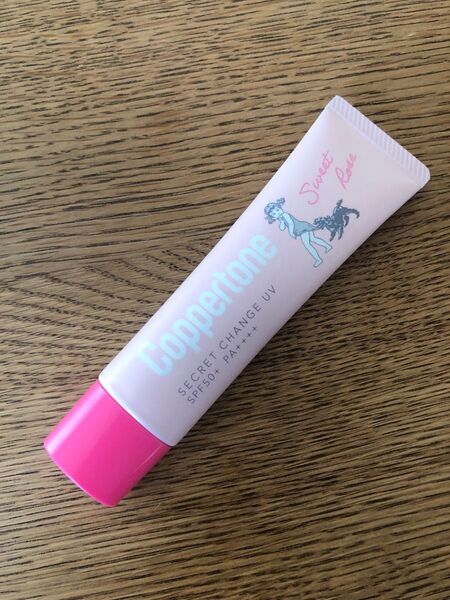 Sweet
Rose
Coppertone
SECRET CHANGE UV
SPF50+ PA++++